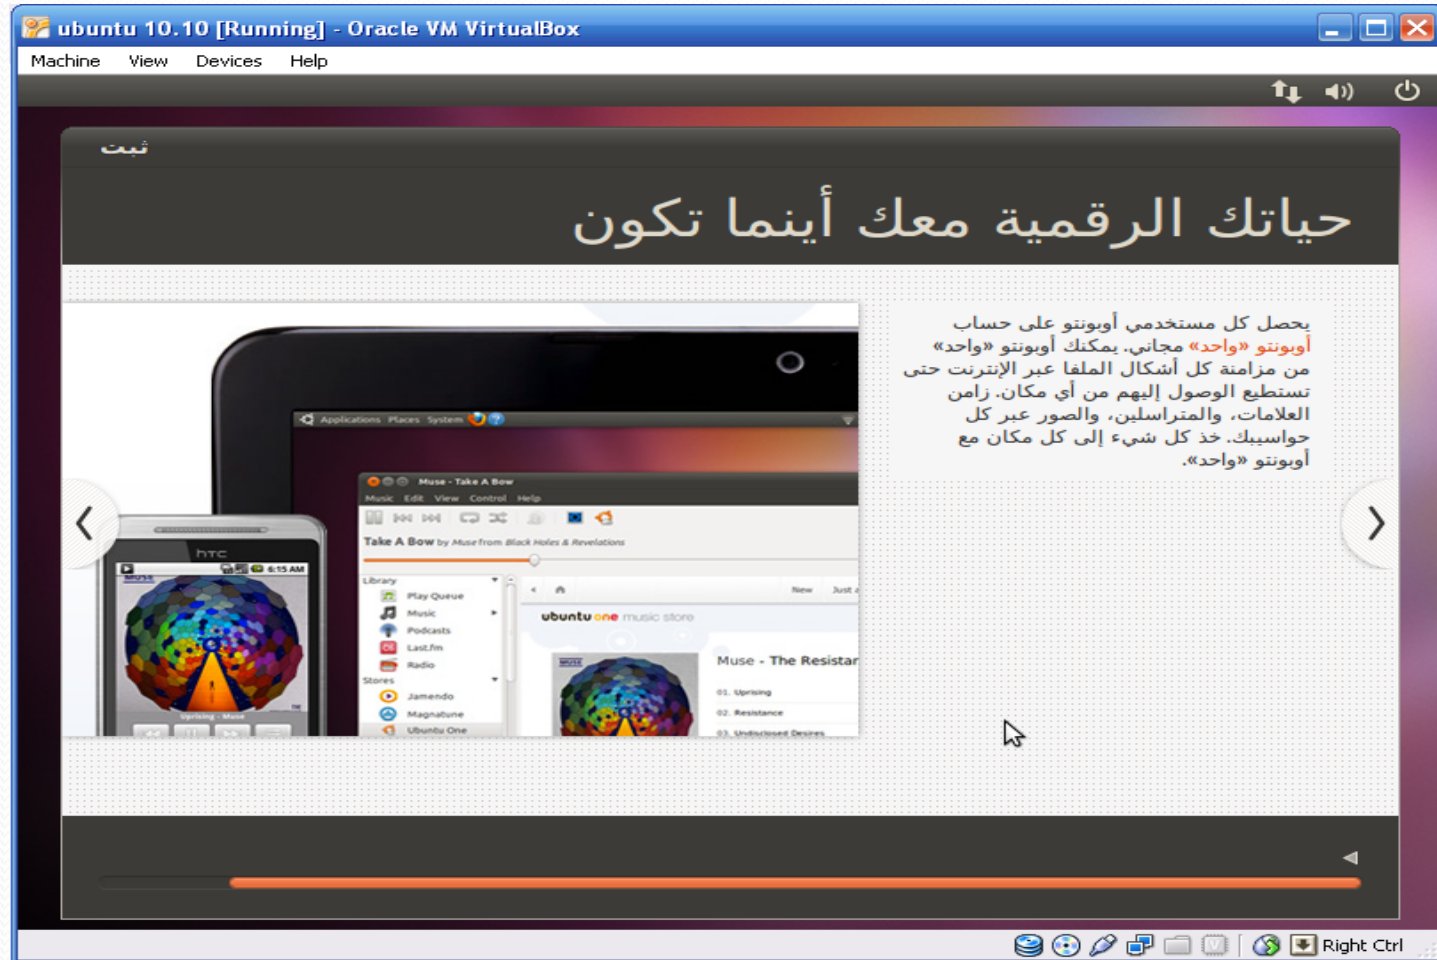 ubuntu 10.10 [Running] - Oracle VM VirtualBox
Machine View Devices Help
ثبت
حياتك الرقمية معك أينما تكون
يحصل كل مستخدمي أوبونتو على حساب
أوبونتو «واحد» مجاني. يمكنك أوبونتو «واحد»
من مزامنة كل أشكال الملفا عبر الإنترنت حتى
تستطيع الوصول إليهم من أي مكان. زامن
العلامات، والمتراسلين، والصور عبر كل
حواسيبك. خذ كل شيء إلى كل مكان مع
أوبونتو «واحد».
Applications Places System
Muse - Take A Bow
Music Edit View Control Help
Take A Bow by Muse from Black Holes & Revelations
Library
Play Queue
Music
Podcasts
Last.fm
Radio
Stores
Jamendo
Magnatune
Ubuntu One
New Just a
ubuntu one music store
MUSE
Muse - The Resistar
01. Uprising
02. Resistance
03. Undisclosed Desires
hTC
6:15 AM
MUSE
Uprising - Muse
Right Ctrl